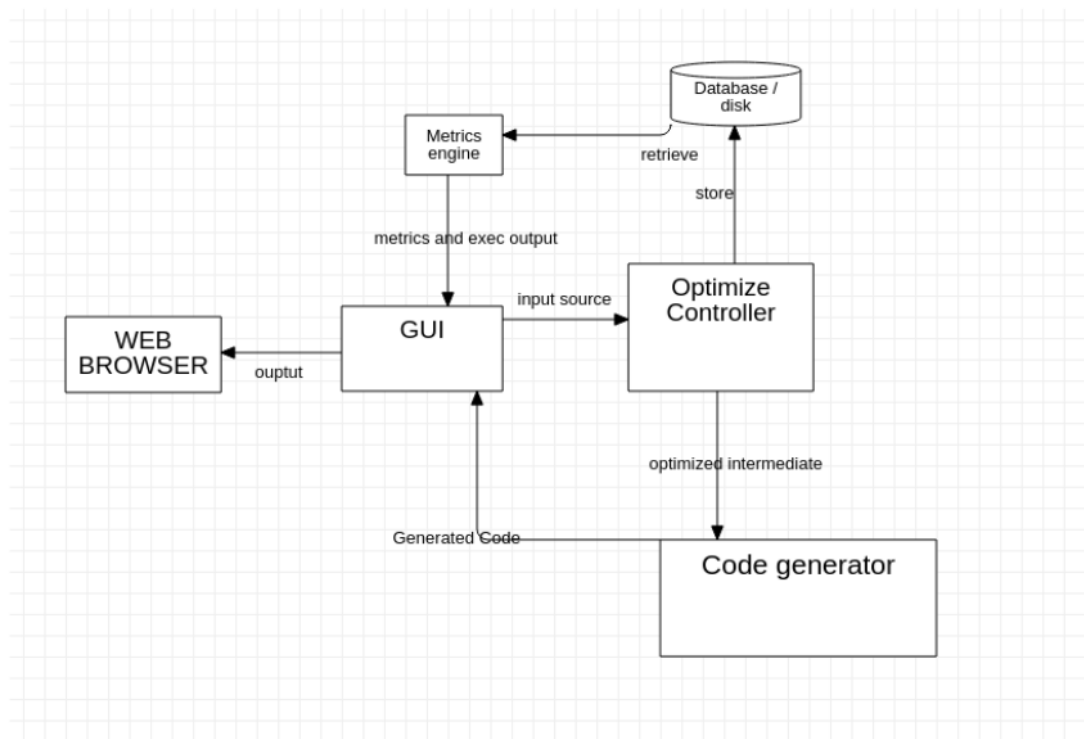 Database /
disk
Metrics
engine
retrieve
store
metrics and exec output
Optimize
Controller
input source
GUI
WEB
BROWSER
ouptut
optimized intermediate
Generated Code
Code generator